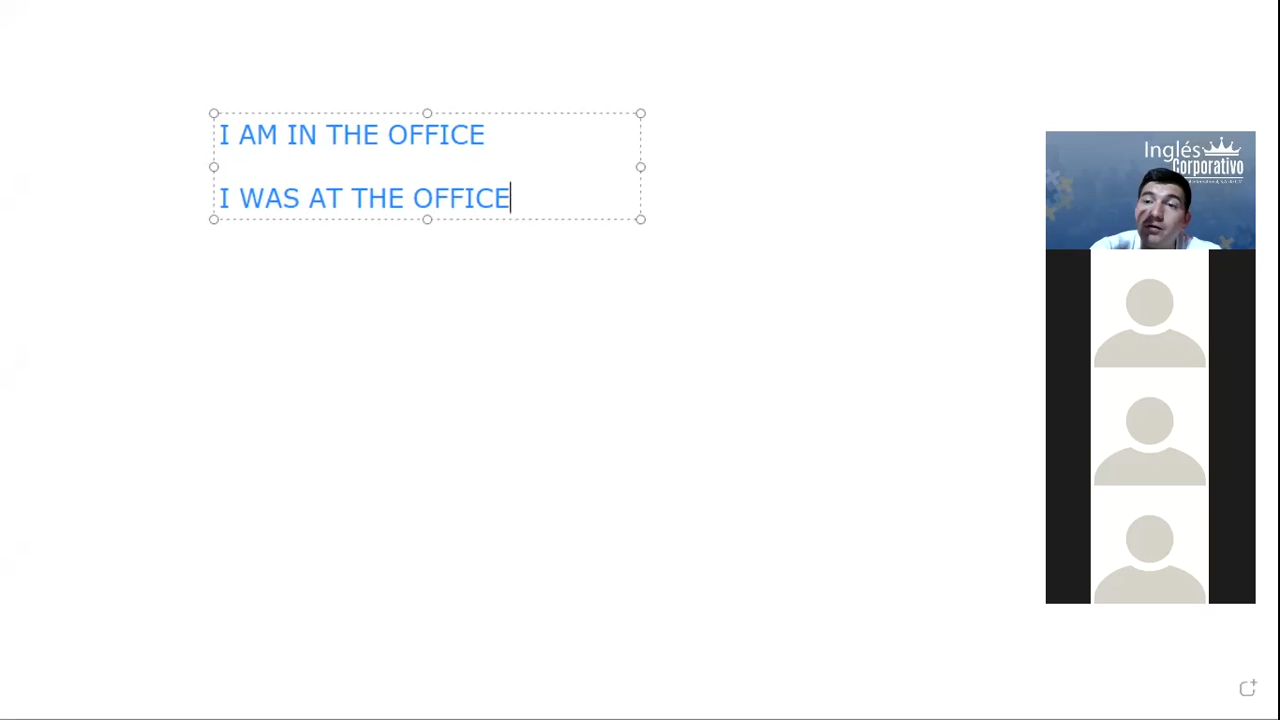 I AM IN THE OFFICE
I WAS AT THE OFFICE
Inglés
Corporativo